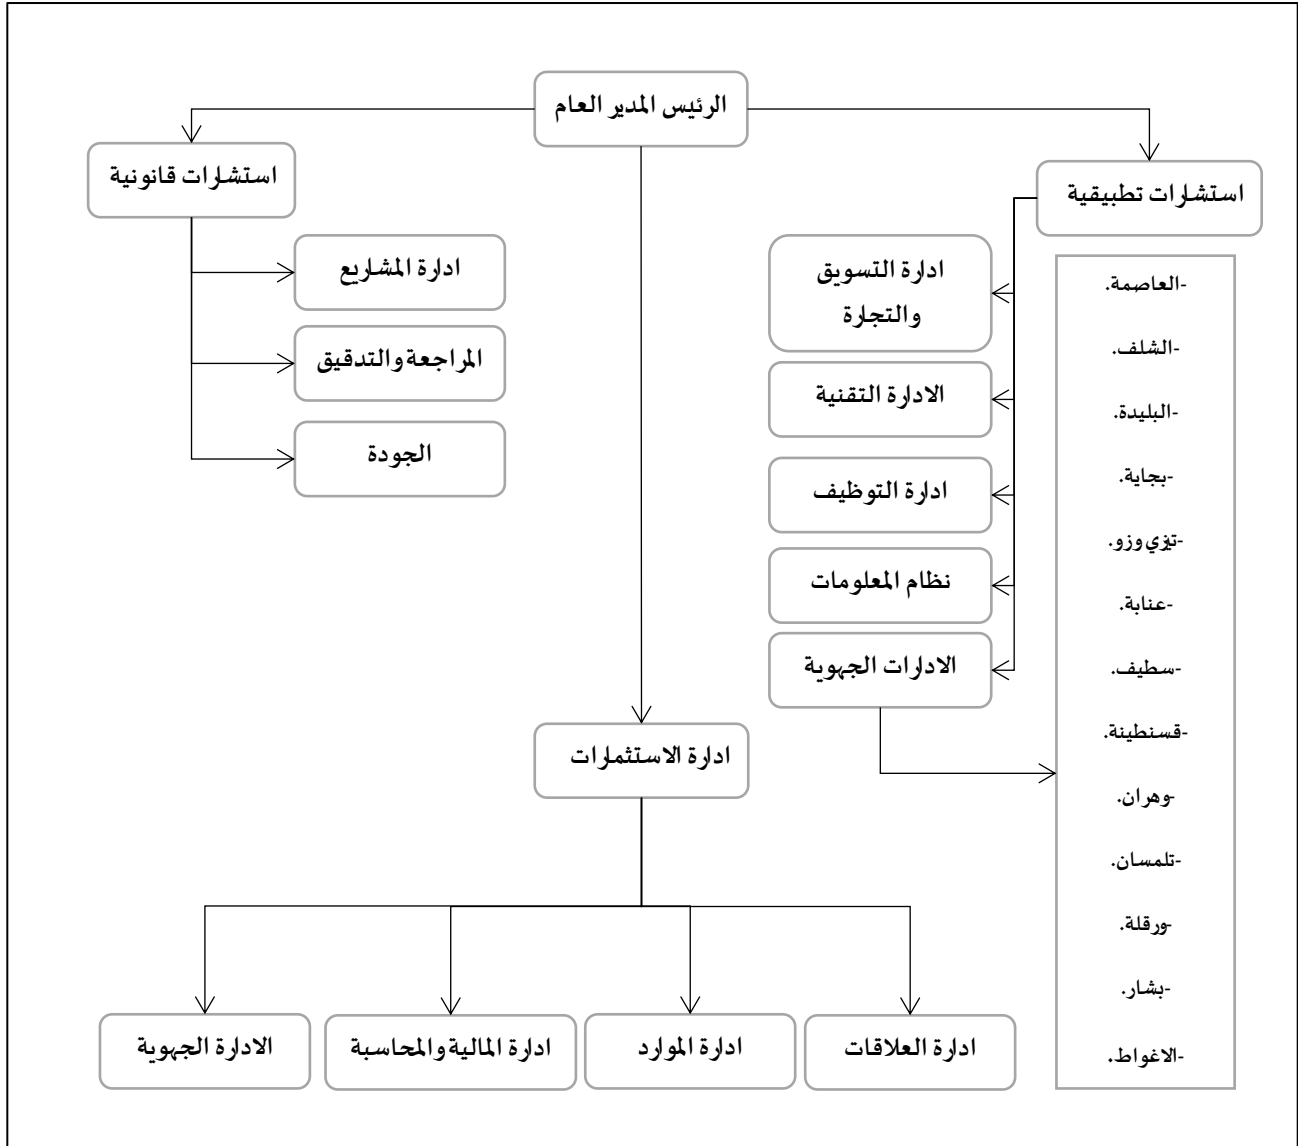 الرئيس المدير العام
استشارات تطبيقية
استشارات قانونية
ادارة التسويق
والتجارة
الادارة التقنية
ادارة التوظيف
نظام المعلومات
الادارات الجهوية
-العاصمة.
-الشلف.
-البليدة.
-بجاية.
-تيزي وزو.
-عنابة.
-سطيف.
-قسنطينة.
-وهران.
-تلمسان.
-ورقلة.
-بشار.
-الاغواط.
ادارة المشاريع
المراجعة والتدقيق
الجودة
ادارة الاستثمارات
ادارة العلاقات
ادارة الموارد
ادارة المالية والمحاسبة
الادارة الجهوية